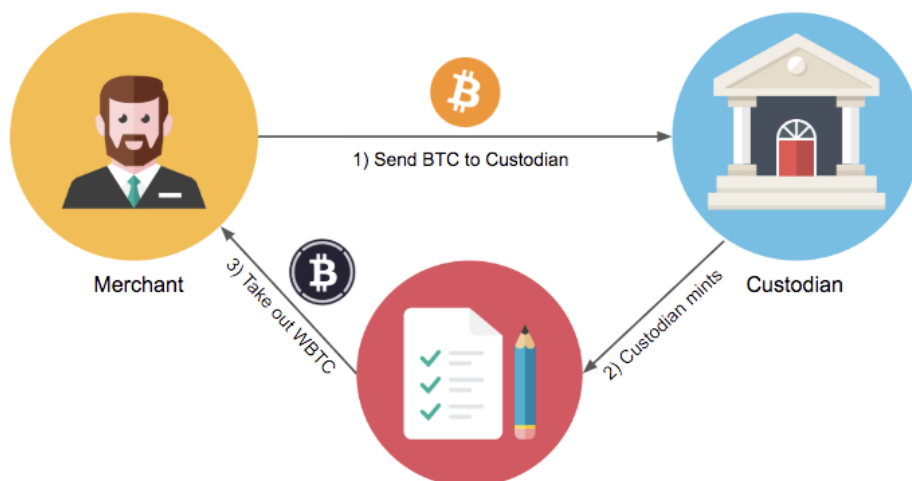 1) Send BTC to Custodian
Merchant
Custodian
3) Take out WBTC
2) Custodian mints